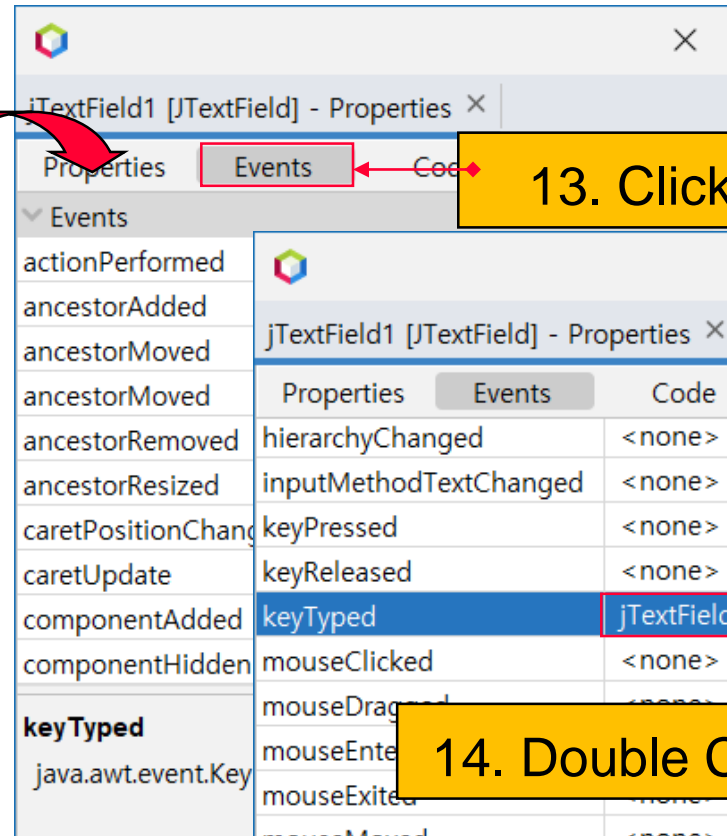 jTextField1 [JTextField] - Properties
Properties Events
13. Click
Events
actionPerformed
ancestorAdded
ancestorMoved
ancestorMoved
ancestorRemoved
ancestorResized
caretUpdate
componentAdded
componentHidden
keyTyped
jTextField1 [JTextField] - Properties
Properties Events Code
hierarchyChanged <none>
inputMethodTextChanged <none>
keyPressed <none>
keyReleased <none>
keyTyped
mouseClicked <none>
14. Double